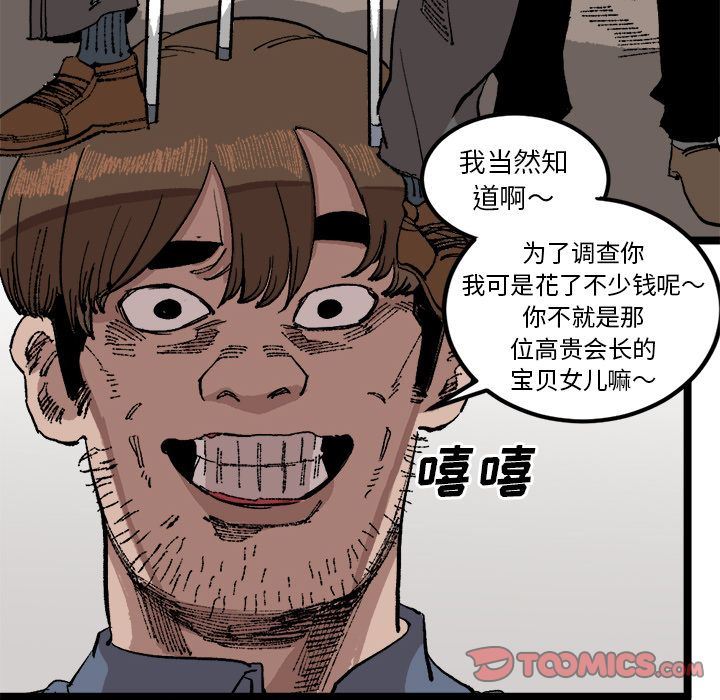 我当然知
道啊～
为了调查你
我可是花了不少钱呢～
你不就是那
位高贵会长的
宝贝女儿嘛～
嘻嘻
TOOMICS.COM